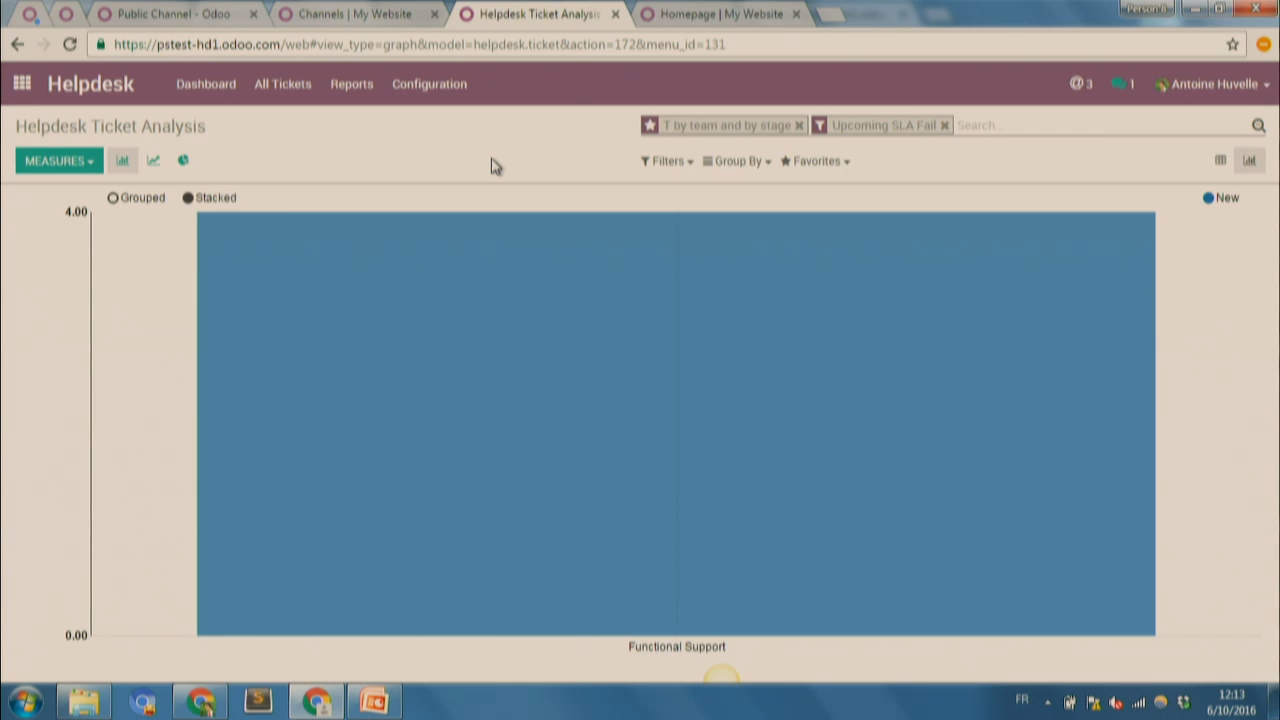 Public Channel - Odoo
Channels | My Website
Helpdesk Ticket Analysis
Homepage | My Website
Person 8
https://pstest-hd1.odoo.com/web#view_type=graph&model=helpdesk.ticket&action=172&menu_id=131
Helpdesk
Dashboard
All Tickets
Reports
Configuration
@3
1
Antoine Huvelle
Helpdesk Ticket Analysis
T by team and by stage
Upcoming SLA Fail
Search...
MEASURES
Filters
Group By
Favorites
Grouped
Stacked
New
4.00
0.00
Functional Support
FR
12:13
6/10/2016